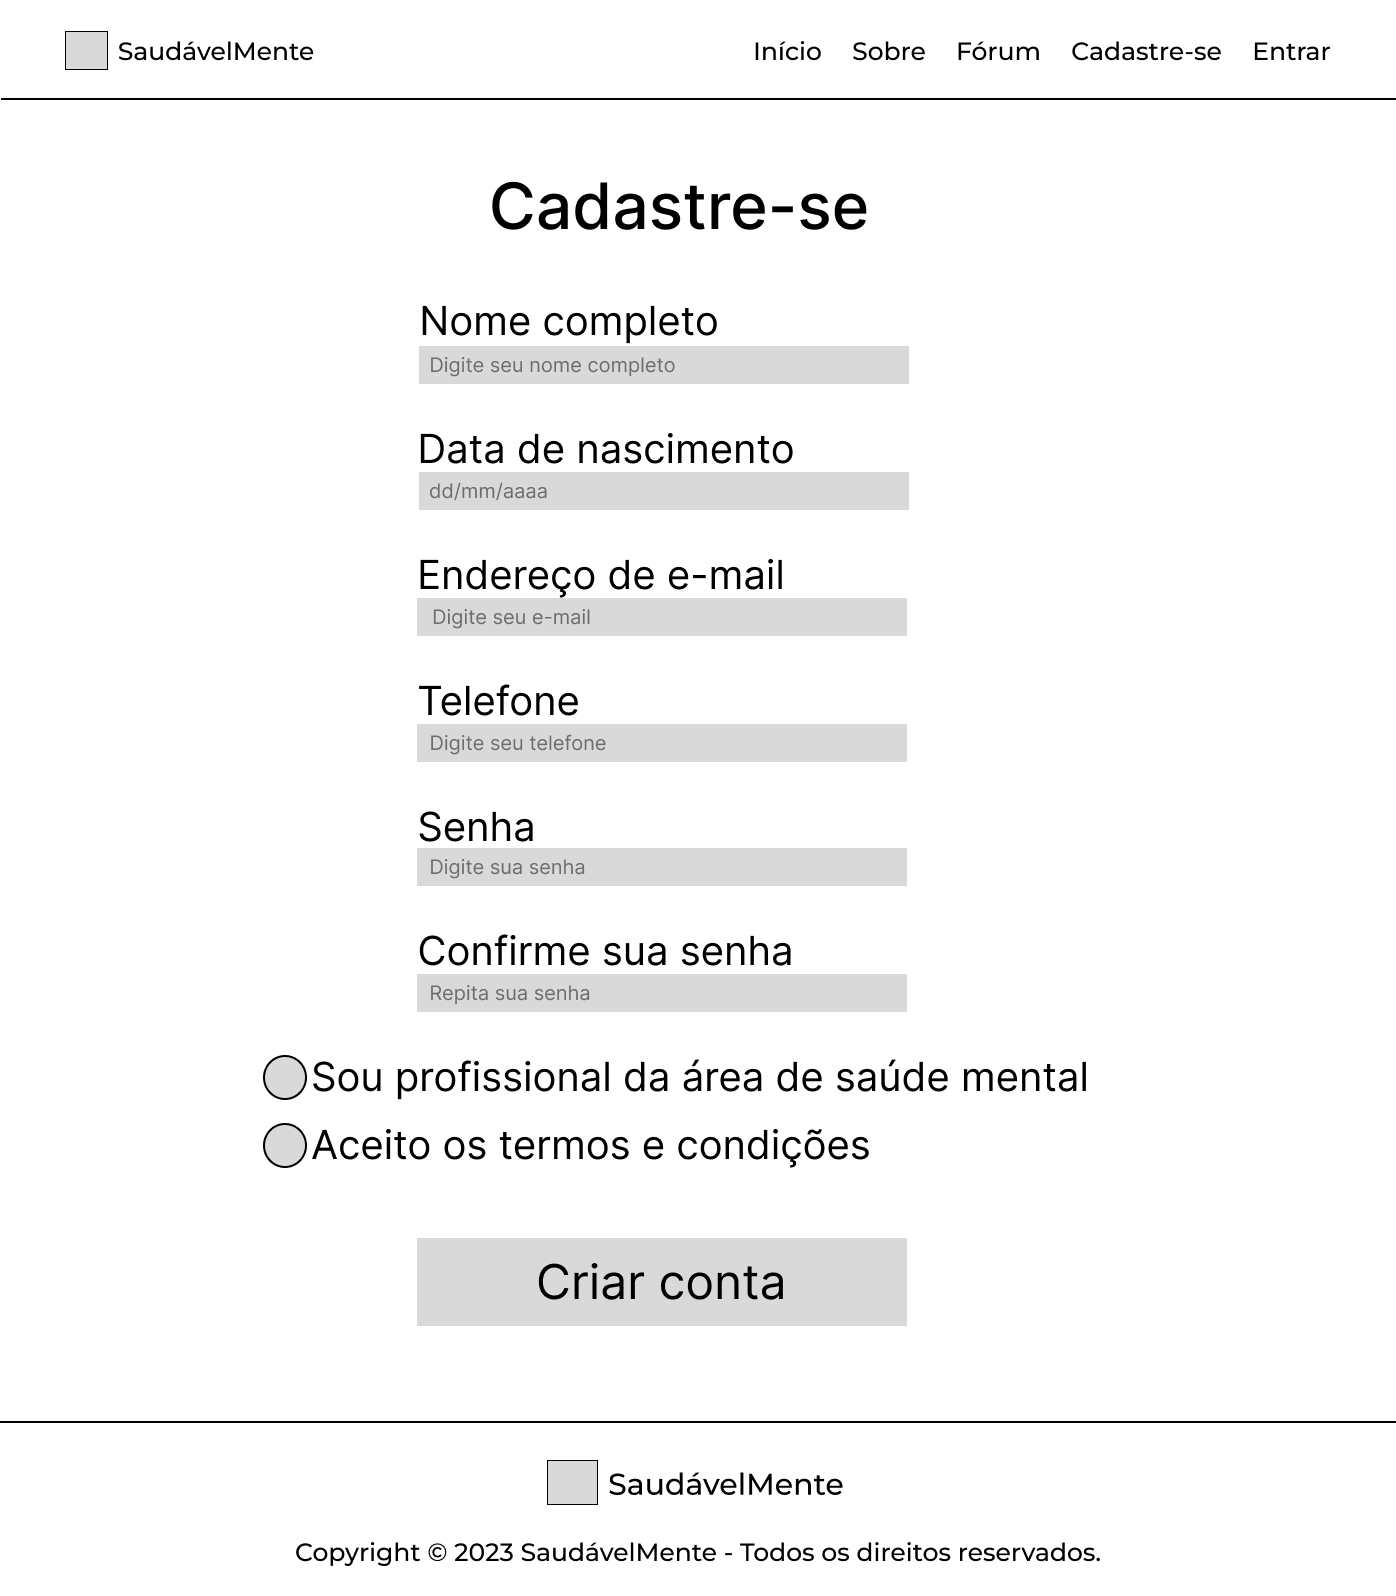 SaudávelMente
Início Sobre Fórum Cadastre-se Entrar
Cadastre-se
Nome completo
Digite seu nome completo
Data de nascimento
dd/mm/aaaa
Endereço de e-mail
Digite seu e-mail
Telefone
Digite seu telefone
Senha
Digite sua senha
Confirme sua senha
Repita sua senha
Sou profissional da área de saúde mental
Aceito os termos e condições
Criar conta
SaudávelMente
Copyright © 2023 SaudávelMente - Todos os direitos reservados.